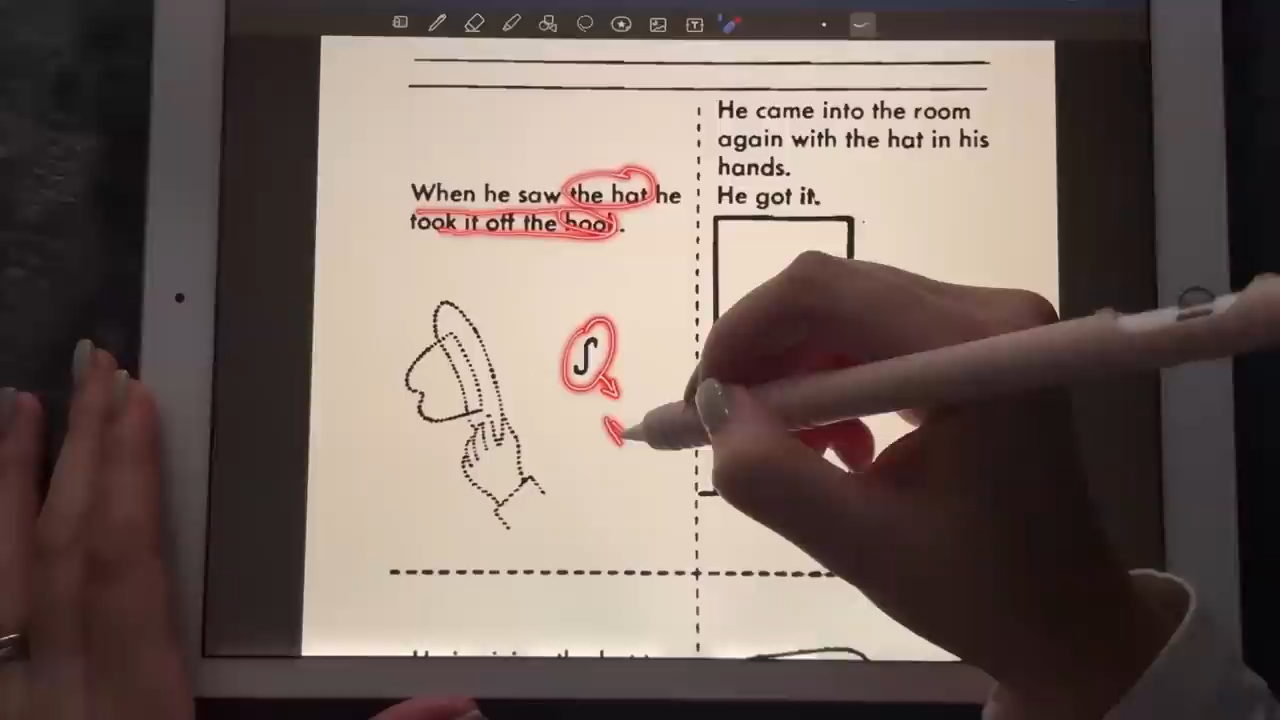 When he saw the hat he
took it off the hook.
He came into the room
again with the hat in his
hands.
He got it.